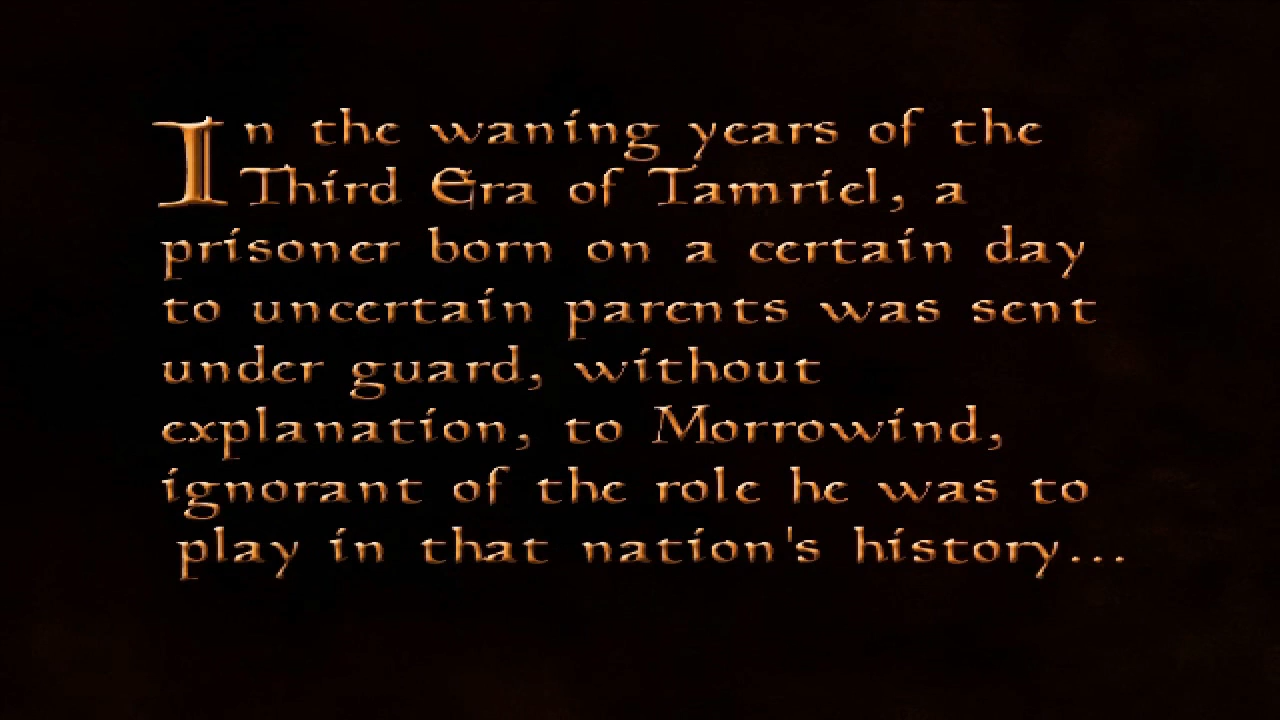 In the waning years of the
Third Era of Tamriel, a
prisoner born on a certain day
to uncertain parents was sent
under guard, without
explanation, to Morrowind,
ignorant of the role he was to
play in that nation's history...